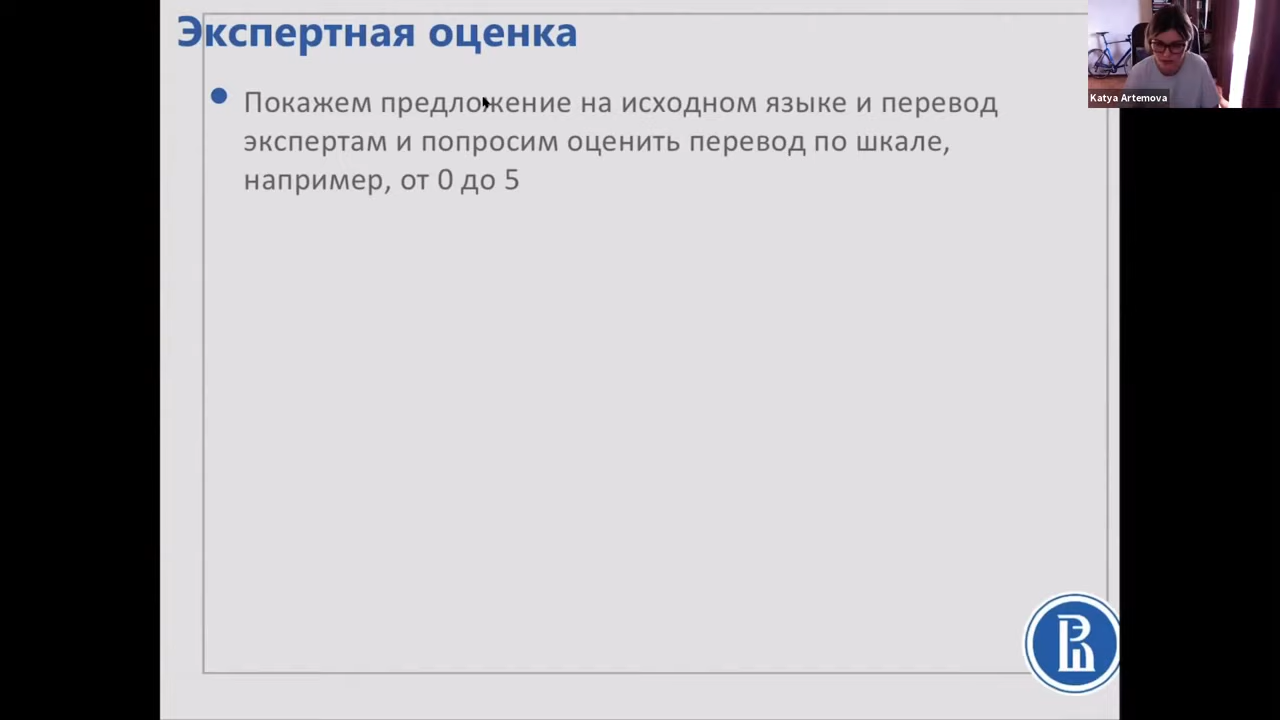 Экспертная оценка
Katya Artemova
Покажем предложение на исходном языке и перевод
экспертам и попросим оценить перевод по шкале,
например, от 0 до 5